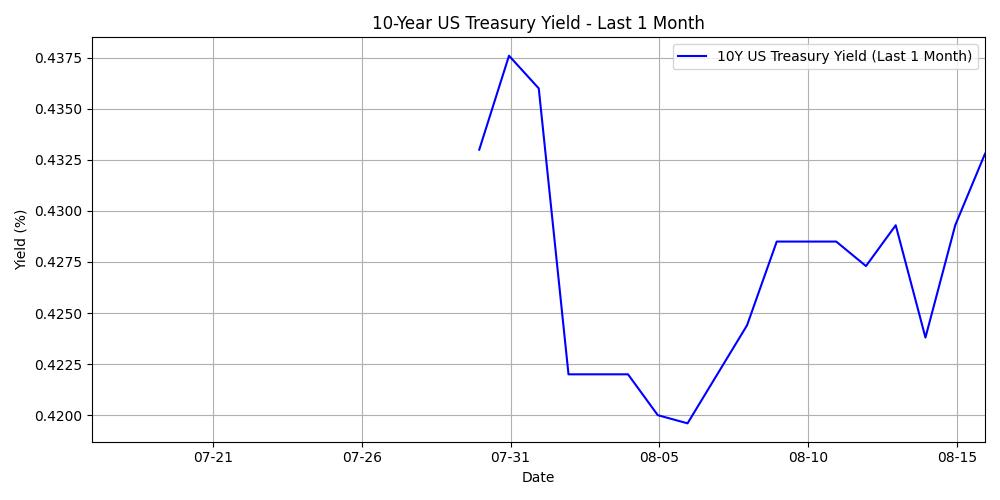 10-Year US Treasury Yield - Last 1 Month
10Y US Treasury Yield (Last 1 Month)
Yield (%)
0.4375
0.4350
0.4325
0.4300
0.4275
0.4250
0.4225
0.4200
07-21 07-26 07-31 08-05 08-10 08-15
Date